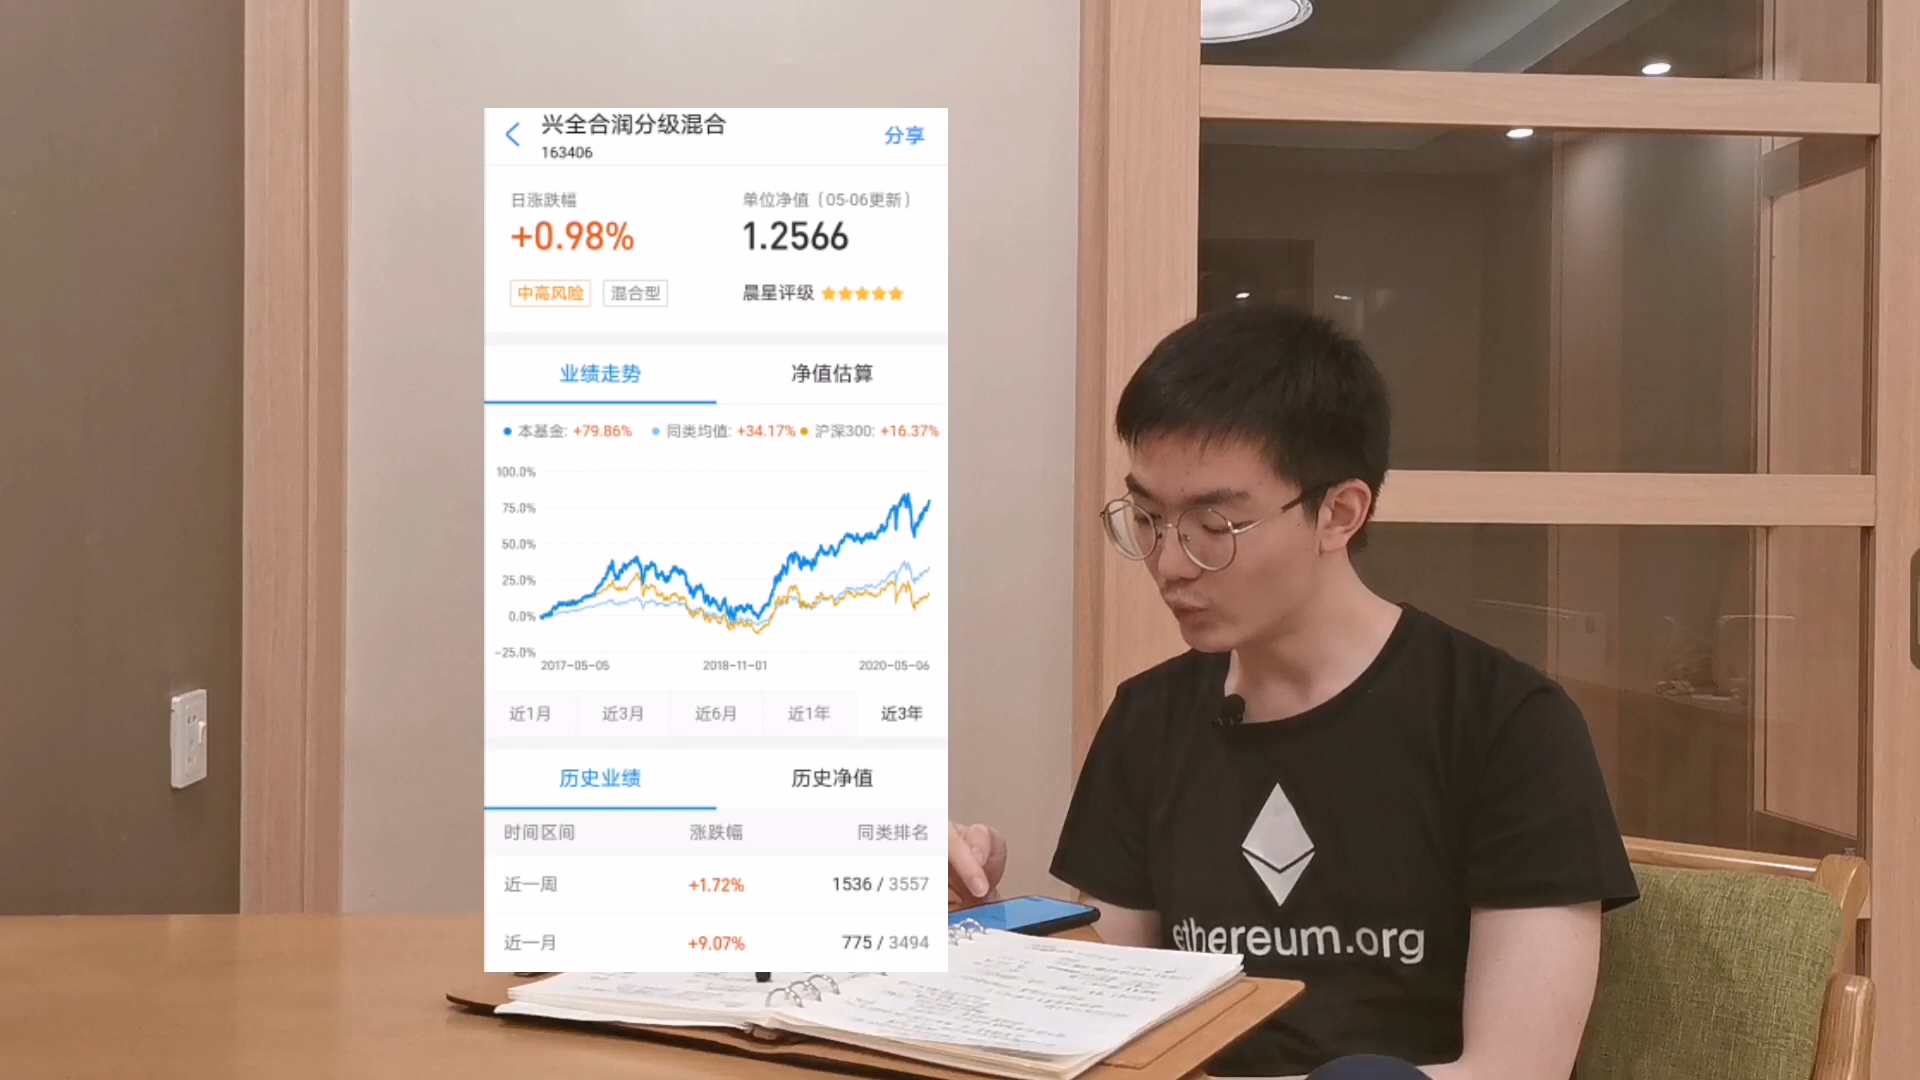 兴全合润分级混合
163406
分享
日涨跌幅
单位净值（05-06更新）
+0.98%
1.2566
中高风险
混合型
晨星评级
业绩走势
净值估算
本基金: +79.86%
同类均值: +34.17%
沪深300: +16.37%
100.0%
75.0%
50.0%
25.0%
0.0%
-25.0%
2017-05-05
2018-11-01
2020-05-06
近1月
近3月
近6月
近1年
近3年
历史业绩
历史净值
时间区间
涨跌幅
同类排名
近一周
+1.72%
1536 / 3557
近一月
+9.07%
775 / 3494
ethereum.org